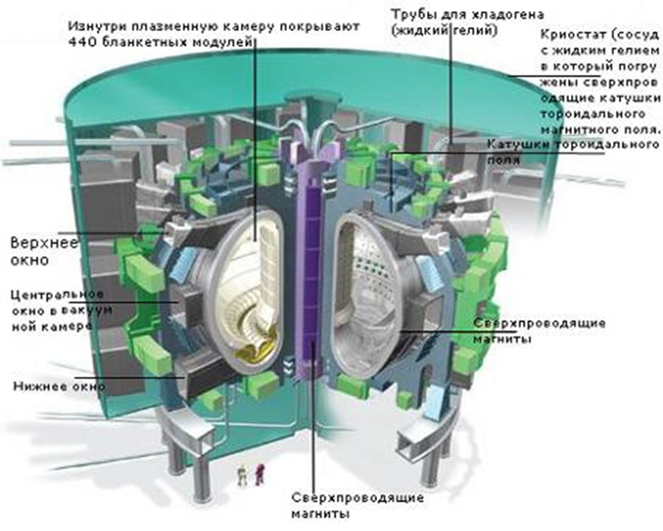 Изнутри плазменную камеру покрывают
440 бланкетных модулей
Трубы для хладогена
(жидкий гелий)
Криостат (сосуд
с жидким гелием
в который погру
жены сверхпров
одящие катушки
тороидального
магнитного поля.
Катушки тороидального
поля
Верхнее
окно
Центральное
окно в вакуум
ной камере
Нижнее окно
Сверхпроводящие
магниты
Сверхпроводящие
магниты